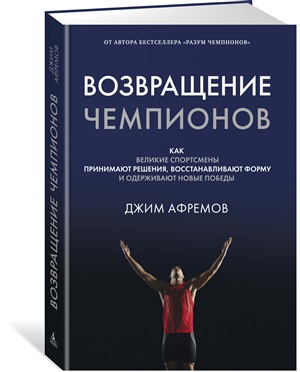 ОТ АВТОРА БЕСТСЕЛЛЕРА «РАЗУМ ЧЕМПИОНОВ»
ВОЗВРАЩЕНИЕ
ЧЕМПИОНОВ
КАК
ВЕЛИКИЕ СПОРТСМЕНЫ
ПРИНИМАЮТ РЕШЕНИЯ, ВОССТАНАВЛИВАЮТ ФОРМУ
И ОДЕРЖИВАЮТ НОВЫЕ ПОБЕДЫ
ДЖИМ АФРЕМОВ
ДЖИМ
АФРЕМОВ
ВОЗВРАЩЕНИЕ ЧЕМПИОНОВ